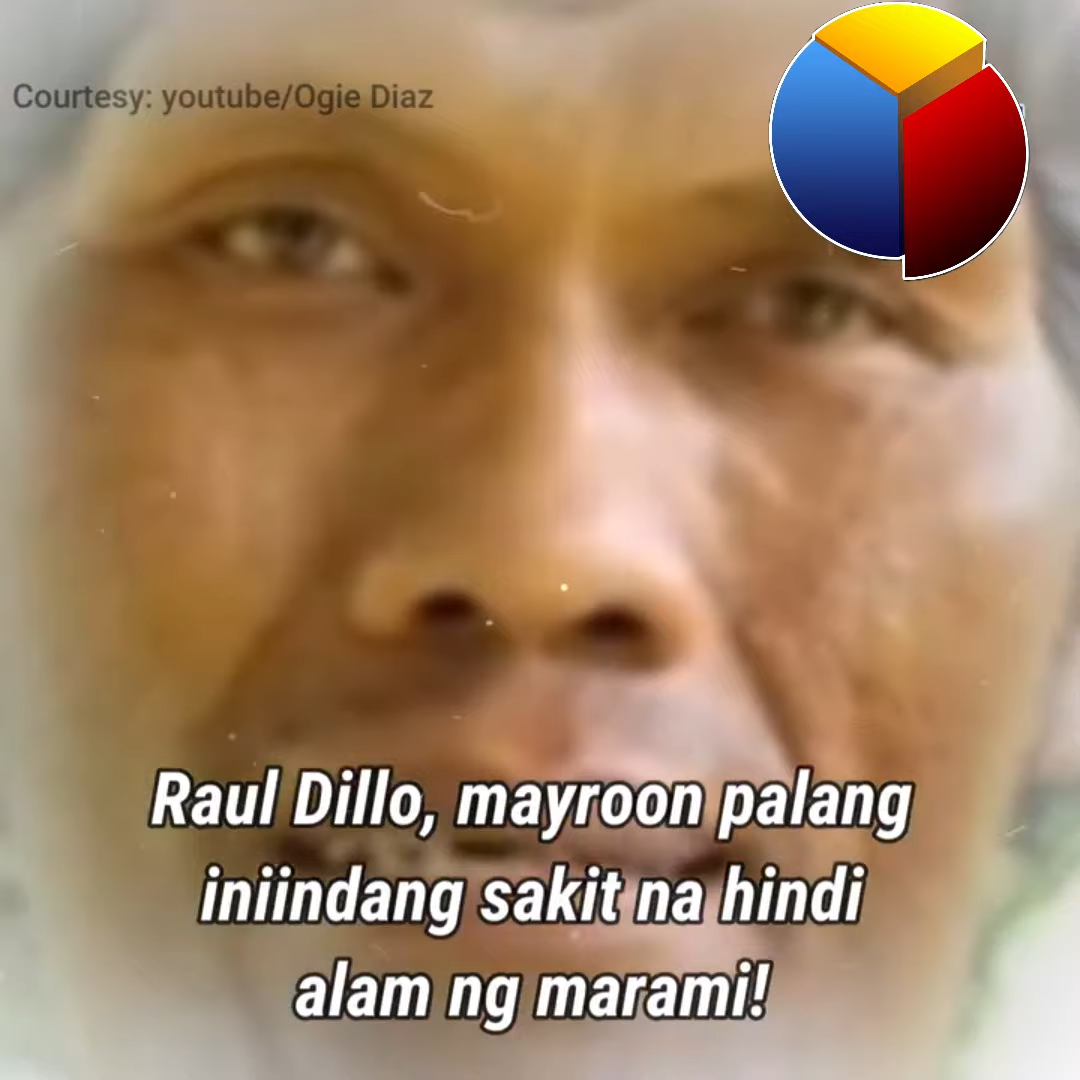 Courtesy: youtube/Ogie Diaz
Raul Dillo, mayroon palang
iniindang sakit na hindi
alam ng marami!